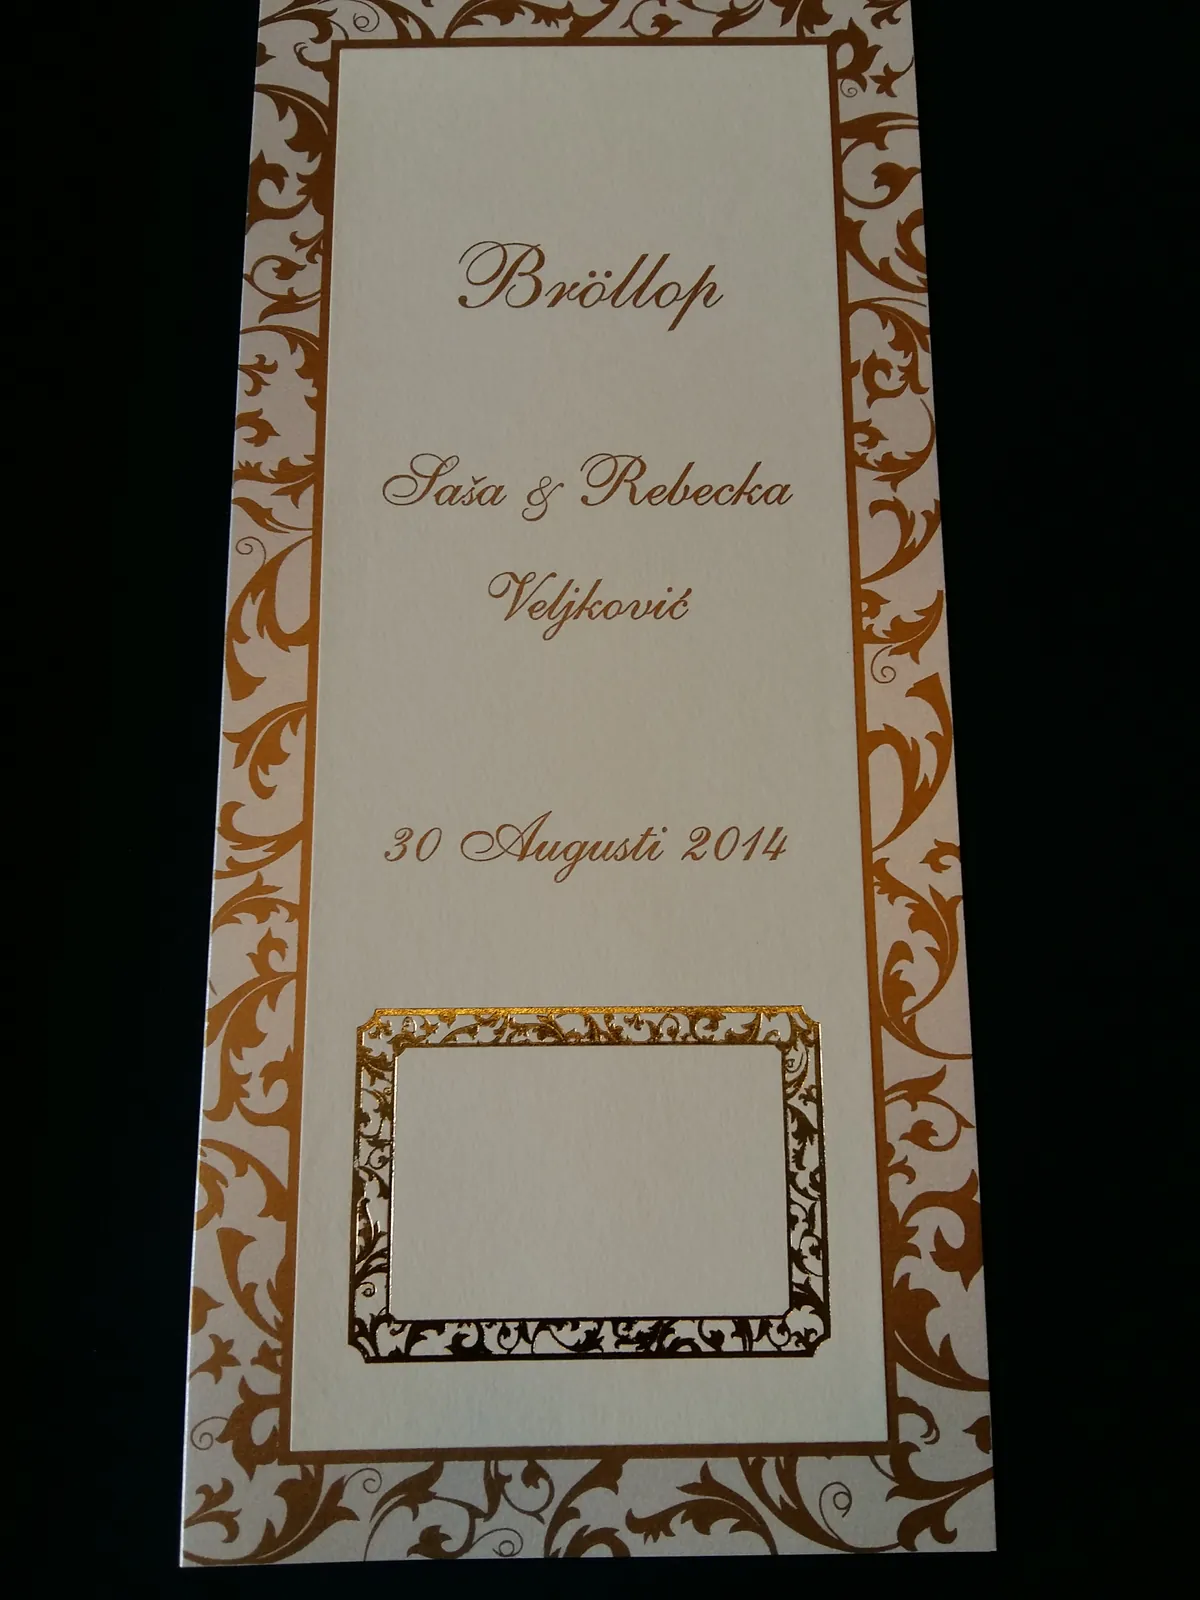 Bröllop
Saša & Rebecka
Veljković
30 Augusti 2014